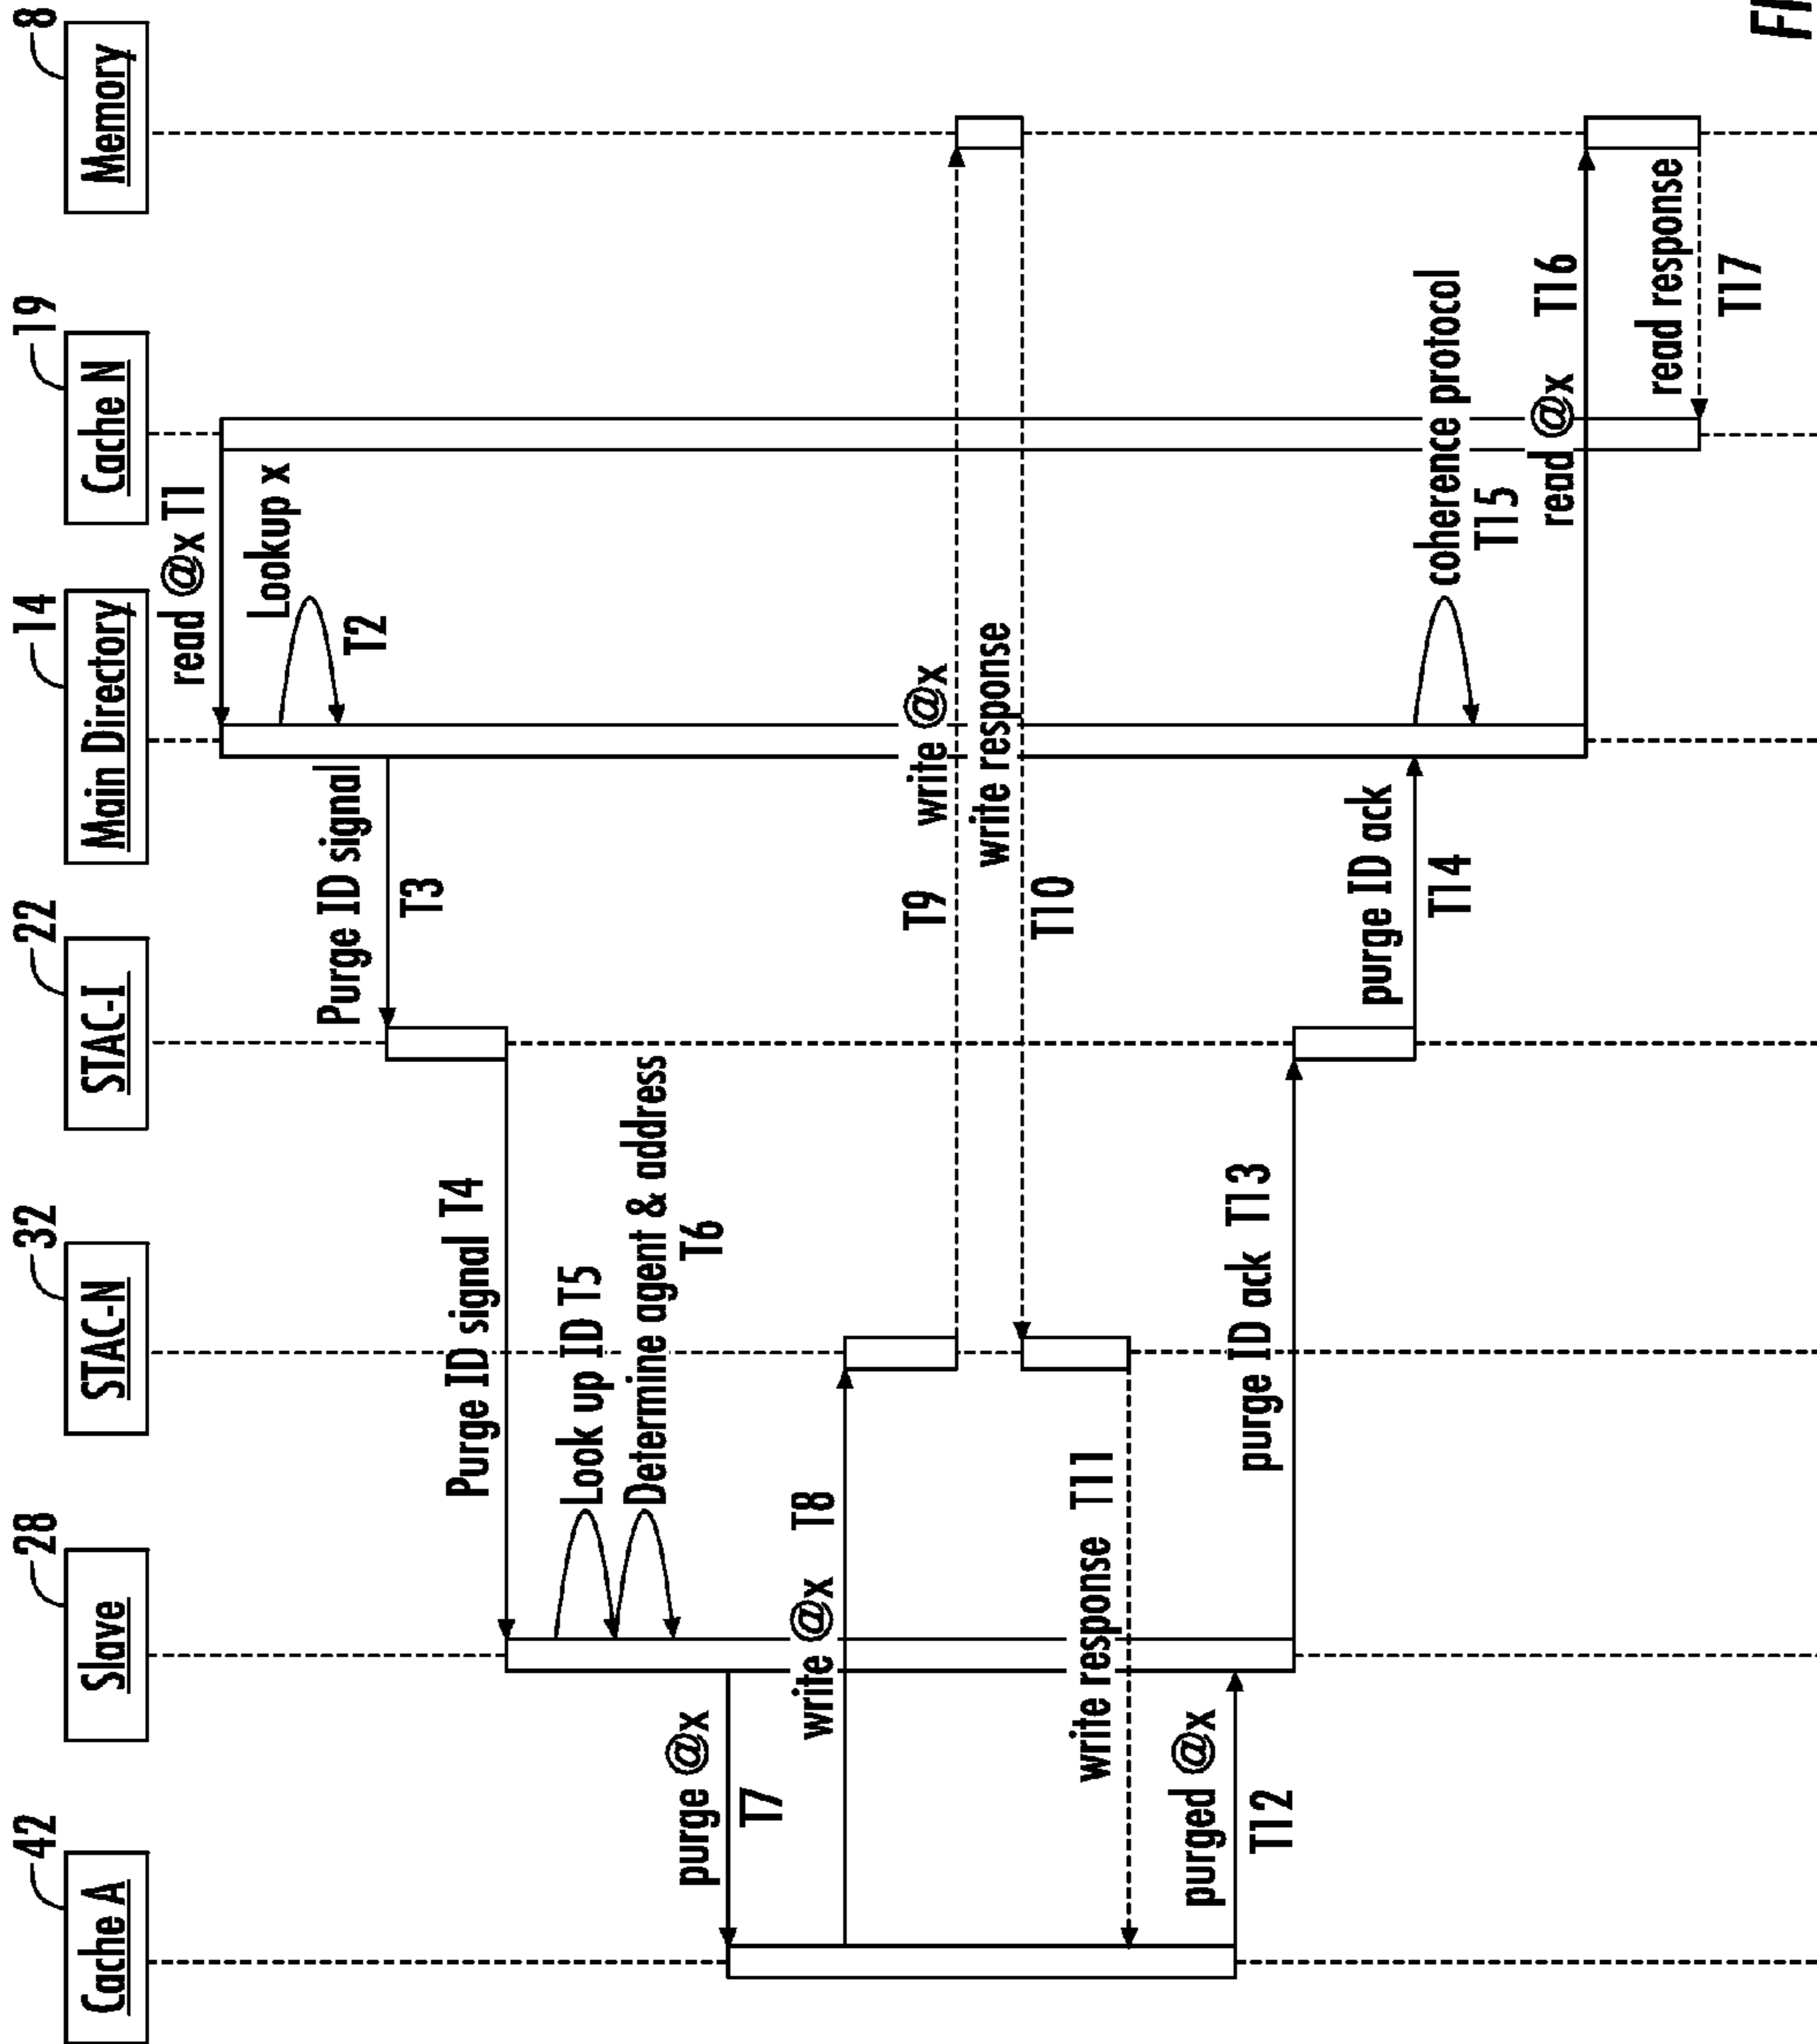 Cache A
42
Slave
28
STAC-N
32
STAC-I
22
Main Directory
14
Cache N
19
Memory
8
read @x T1
Lookup x
T2
Purge ID signal
T3
Purge ID signal T4
Look up ID T5
Determine agent & address
T6
purge @x
T7
write @x T8
T9
write @x
write response
T10
write response T11
purged @x
T12
purge ID ack T13
purge ID ack
T14
coherence protocol
T15
read @x T16
read response
T17